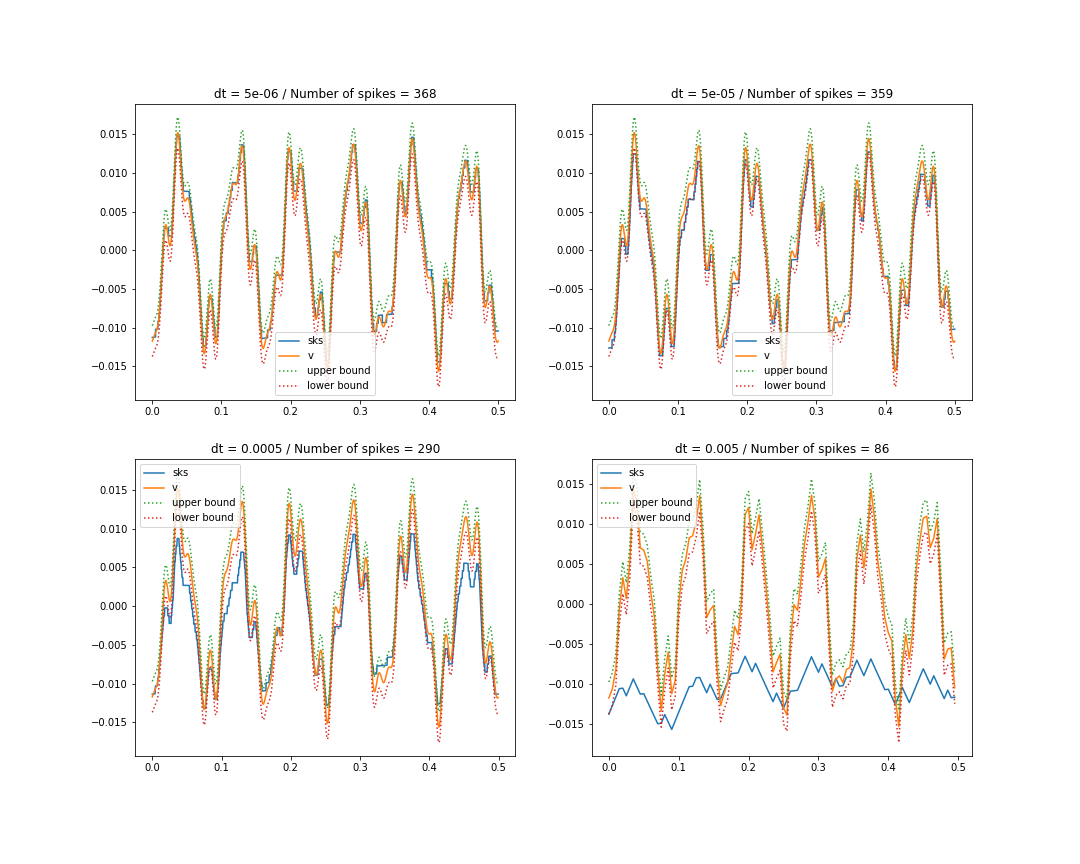 dt = 5e-06 / Number of spikes = 368
0.015
0.010
0.005
0.000
−0.005
−0.010
−0.015
0.0 0.1 0.2 0.3 0.4 0.5
sks
v
upper bound
lower bound
dt = 5e-05 / Number of spikes = 359
0.015
0.010
0.005
0.000
−0.005
−0.010
−0.015
0.0 0.1 0.2 0.3 0.4 0.5
sks
v
upper bound
lower bound
dt = 0.0005 / Number of spikes = 290
0.015
0.010
0.005
0.000
−0.005
−0.010
−0.015
0.0 0.1 0.2 0.3 0.4 0.5
sks
v
upper bound
lower bound
dt = 0.005 / Number of spikes = 86
0.015
0.010
0.005
0.000
−0.005
−0.010
−0.015
0.0 0.1 0.2 0.3 0.4 0.5
sks
v
upper bound
lower bound